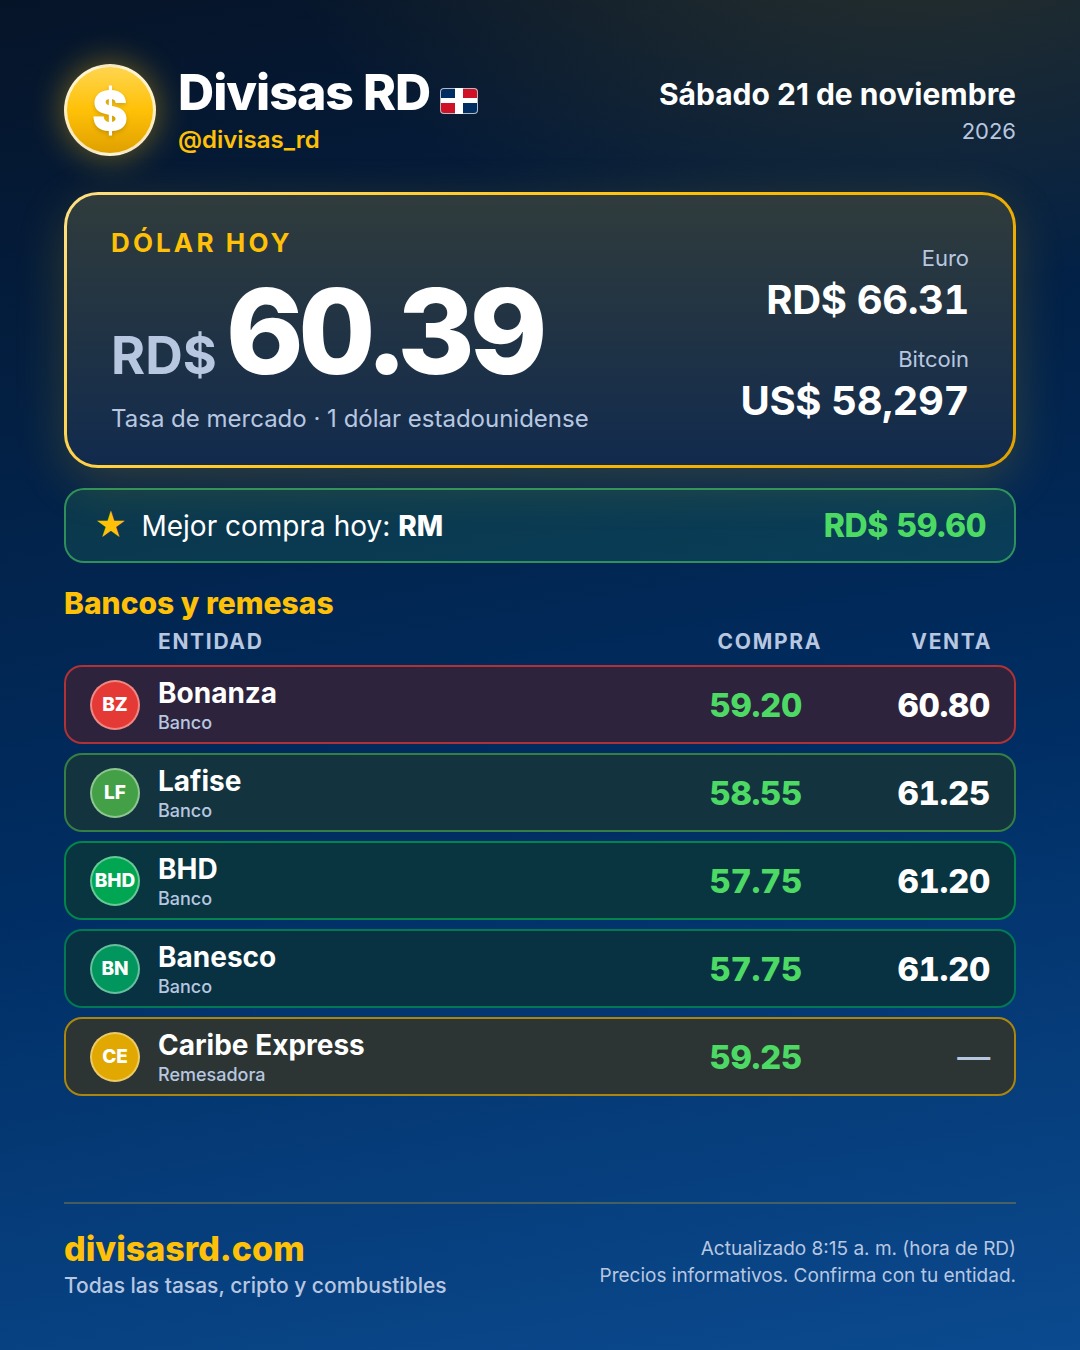 $
Divisas RD
@divisas_rd
Sábado 21 de noviembre
2026
DÓLAR HOY
RD$ 60.39
Tasa de mercado · 1 dólar estadounidense
Euro
RD$ 66.31
Bitcoin
US$ 58,297
★ Mejor compra hoy: RM RD$ 59.60
Bancos y remesas
ENTIDAD COMPRA VENTA
BZ Bonanza 59.20 60.80
Banco
LF Lafise 58.55 61.25
Banco
BHD BHD 57.75 61.20
Banco
BN Banesco 57.75 61.20
Banco
CE Caribe Express 59.25 —
Remesadora
divisasrd.com
Todas las tasas, cripto y combustibles
Actualizado 8:15 a. m. (hora de RD)
Precios informativos. Confirma con tu entidad.